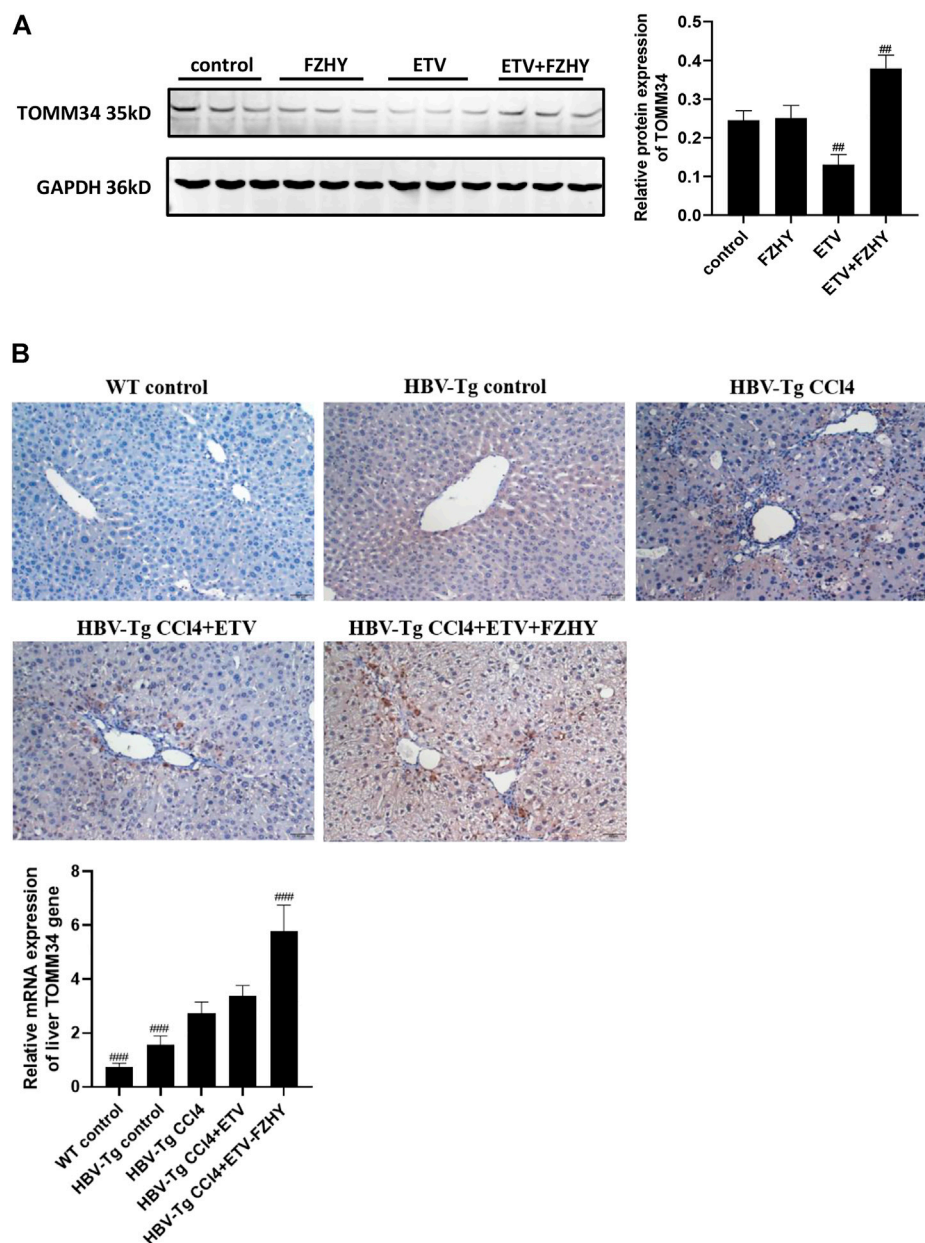 A
control FZHY ETV ETV+FZHY
TOMM34 35kD
GAPDH 36kD
Relative protein expression
of TOMM34
0.5
0.4
0.3
0.2
0.1
0.0
##
##
control
FZHY
ETV
ETV+FZHY
B
WT control
HBV-Tg control
HBV-Tg CCl4
HBV-Tg CCl4+ETV
HBV-Tg CCl4+ETV+FZHY
Relative mRNA expression
of liver TOMM34 gene
8
6
4
2
0
###
###
###
WT control
HBV-Tg control
HBV-Tg CCl4
HBV-Tg CCl4+ETV
HBV-Tg CCl4+ETV-FZHY